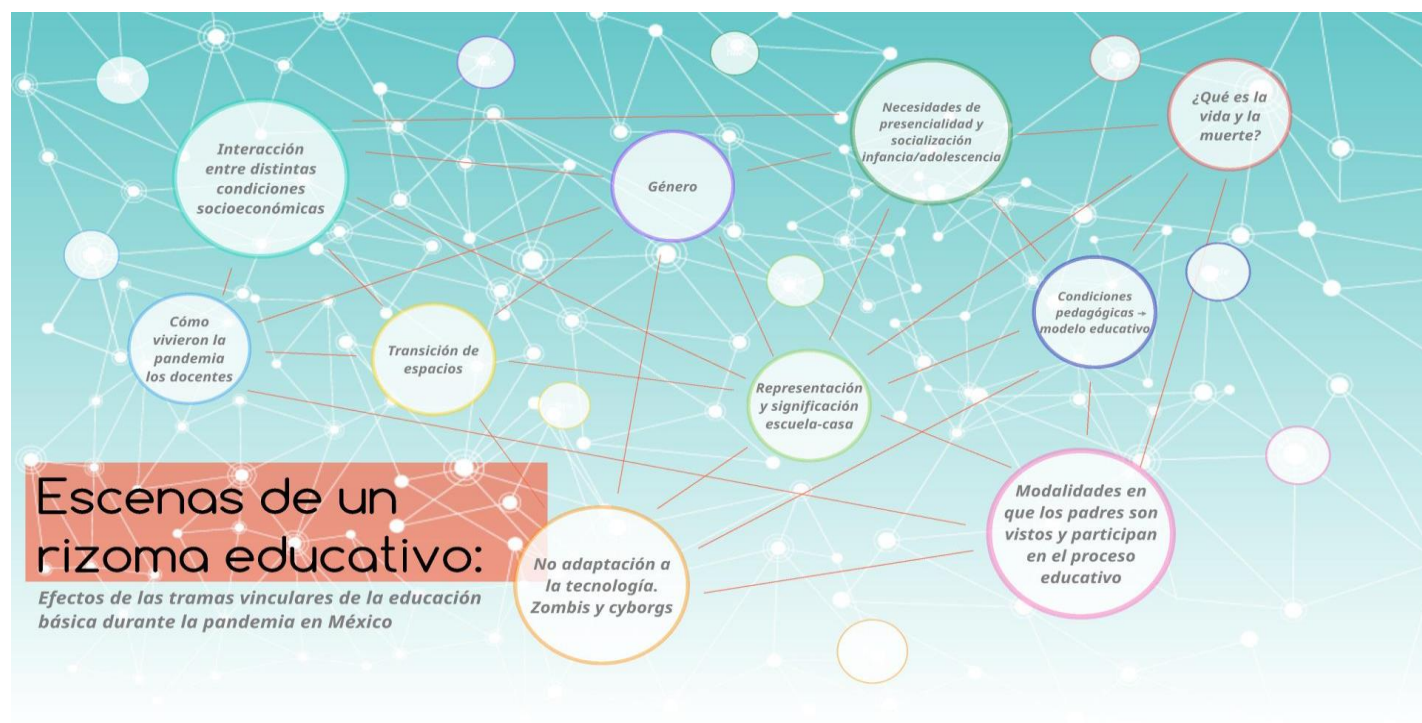 Interacción
entre distintas
condiciones
socioeconómicas
Género
Necesidades de
presencialidad y
socialización
infancia/adolescencia
¿Qué es la
vida y la
muerte?
Cómo
vivieron la
pandemia
los docentes
Transición de
espacios
Representación
y significación
escuela-casa
Condiciones
pedagógicas →
modelo educativo
Escenas de un
rizoma educativo:
Efectos de las tramas vinculares de la educación
básica durante la pandemia en México
No adaptación a
la tecnología.
Zombis y cyborgs
Modalidades en
que los padres son
vistos y participan
en el proceso
educativo